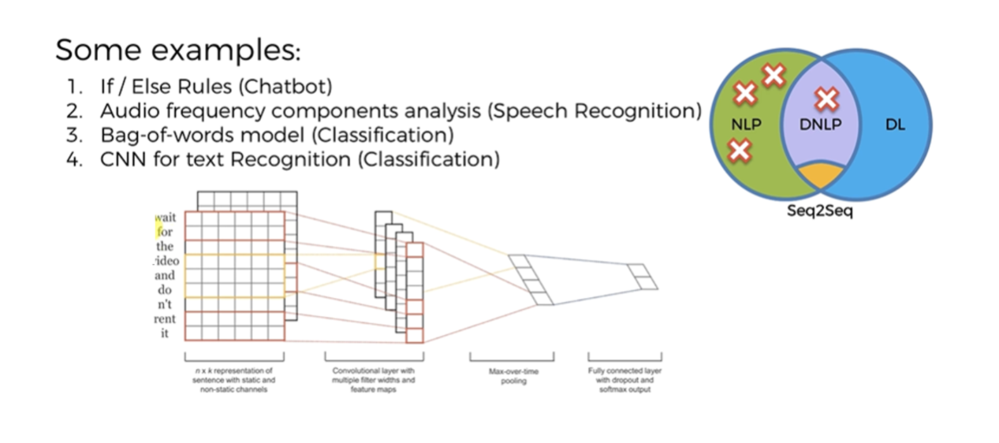 Some examples:
1. If / Else Rules (Chatbot)
2. Audio frequency components analysis (Speech Recognition)
3. Bag-of-words model (Classification)
4. CNN for text Recognition (Classification)
NLP
DNLP
DL
Seq2Seq
wait
for
the
video
and
do
n't
rent
it
n x k representation of
sentence with static and
non-static channels
Convolutional layer with
multiple filter widths and
feature maps
Max-over-time
pooling
Fully connected layer
with dropout and
softmax output